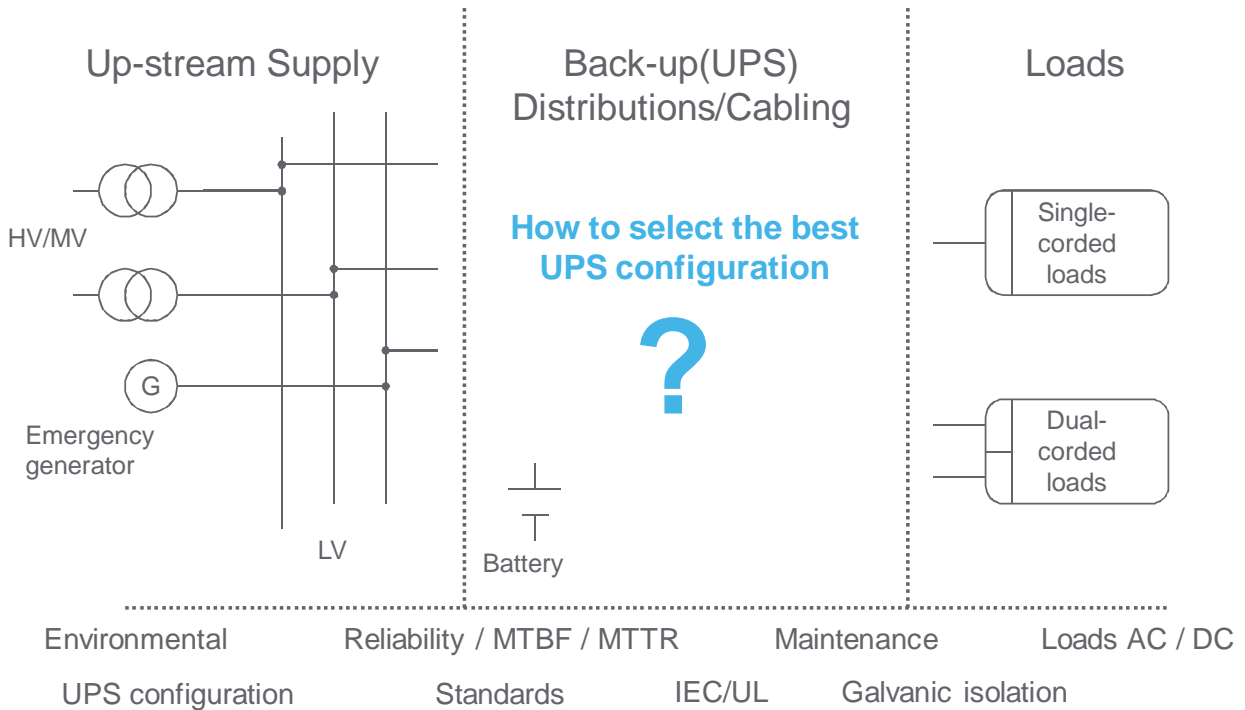 Up-stream Supply
Back-up(UPS)
Distributions/Cabling
Loads
HV/MV
G
Emergency
generator
LV
How to select the best
UPS configuration
?
Battery
Single-
corded
loads
Dual-
corded
loads
Environmental
Reliability / MTBF / MTTR
Maintenance
Loads AC / DC
UPS configuration
Standards
IEC/UL
Galvanic isolation